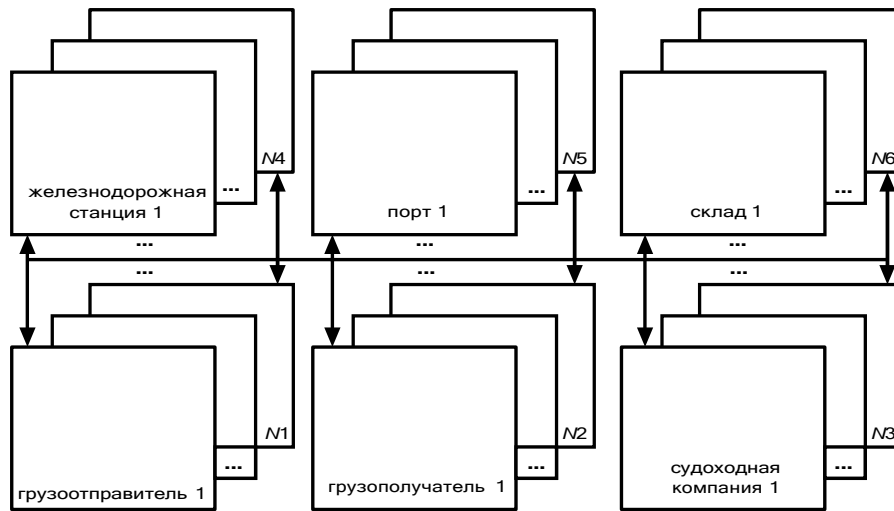 N4
N5
N6
...
...
...
железнодорожная
станция 1
порт 1
склад 1
...
...
...
...
...
...
N1
N2
N3
...
...
...
грузоотправитель 1
грузополучатель 1
судоходная
компания 1